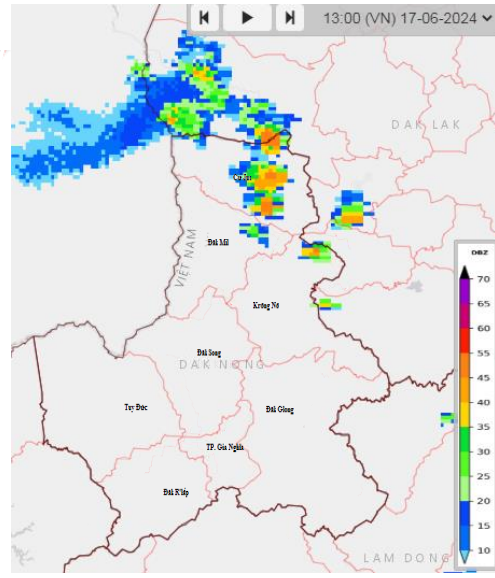 13:00 (VN) 17-06-2024
DAK LAK
Cư Jút
Đăk Mil
VIET NAM
DBZ
70
65
60
55
50
45
40
35
30
25
20
15
10
Krông Nô
Đăk Song
DAK NONG
Tuy Đức
Đăk Glong
TP. Gia Nghĩa
Đăk R'lấp
LAM DONG